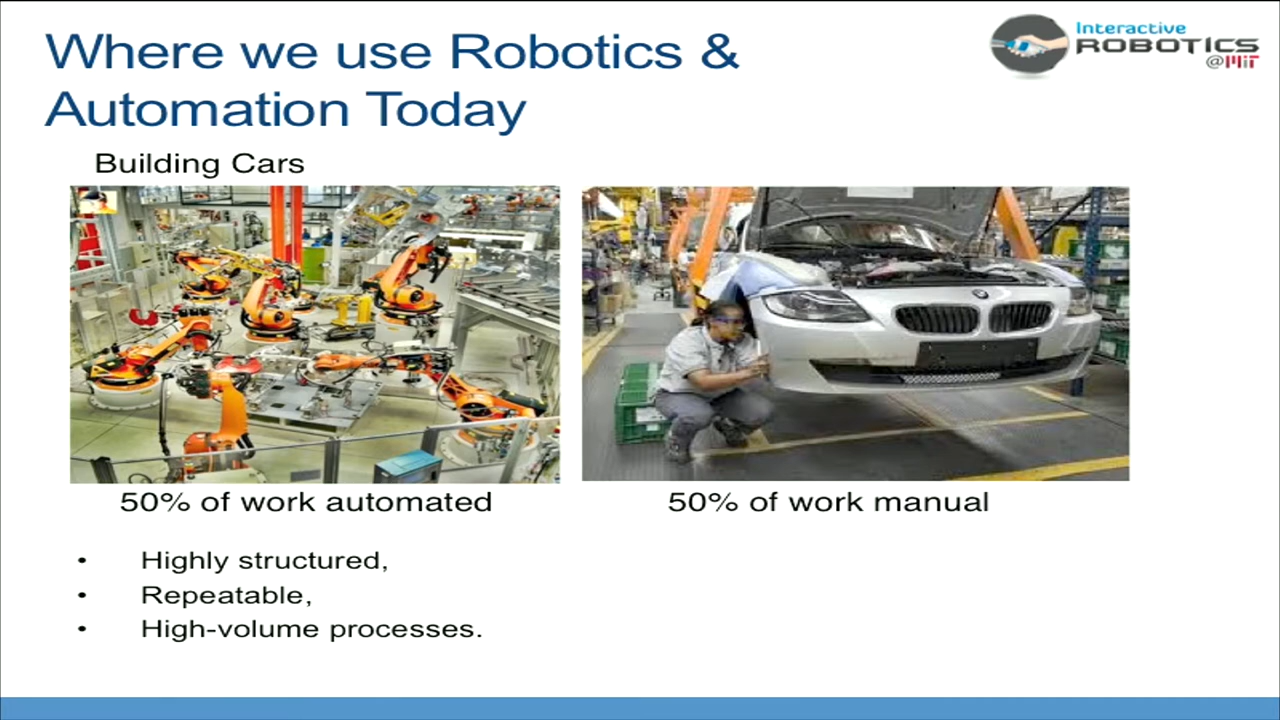 Where we use Robotics &
Automation Today
Interactive
ROBOTICS
@MIT
Building Cars
50% of work automated
50% of work manual
• Highly structured,
• Repeatable,
• High-volume processes.